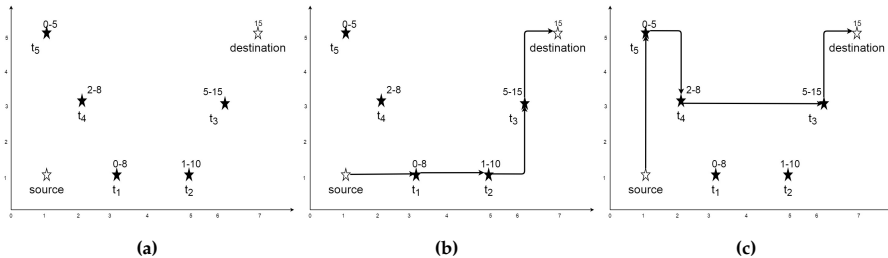 5
4
3
2
1
0
1
2
3
4
5
6
7
0-5
t5
15
destination
2-8
t4
5-15
t3
0-8
t1
1-10
t2
source
(a)
5
4
3
2
1
0
1
2
3
4
5
6
7
0-5
t5
15
destination
2-8
t4
5-15
t3
0-8
t1
1-10
t2
source
(b)
5
4
3
2
1
0
1
2
3
4
5
6
7
0-5
t5
15
destination
2-8
t4
5-15
t3
0-8
t1
1-10
t2
source
(c)